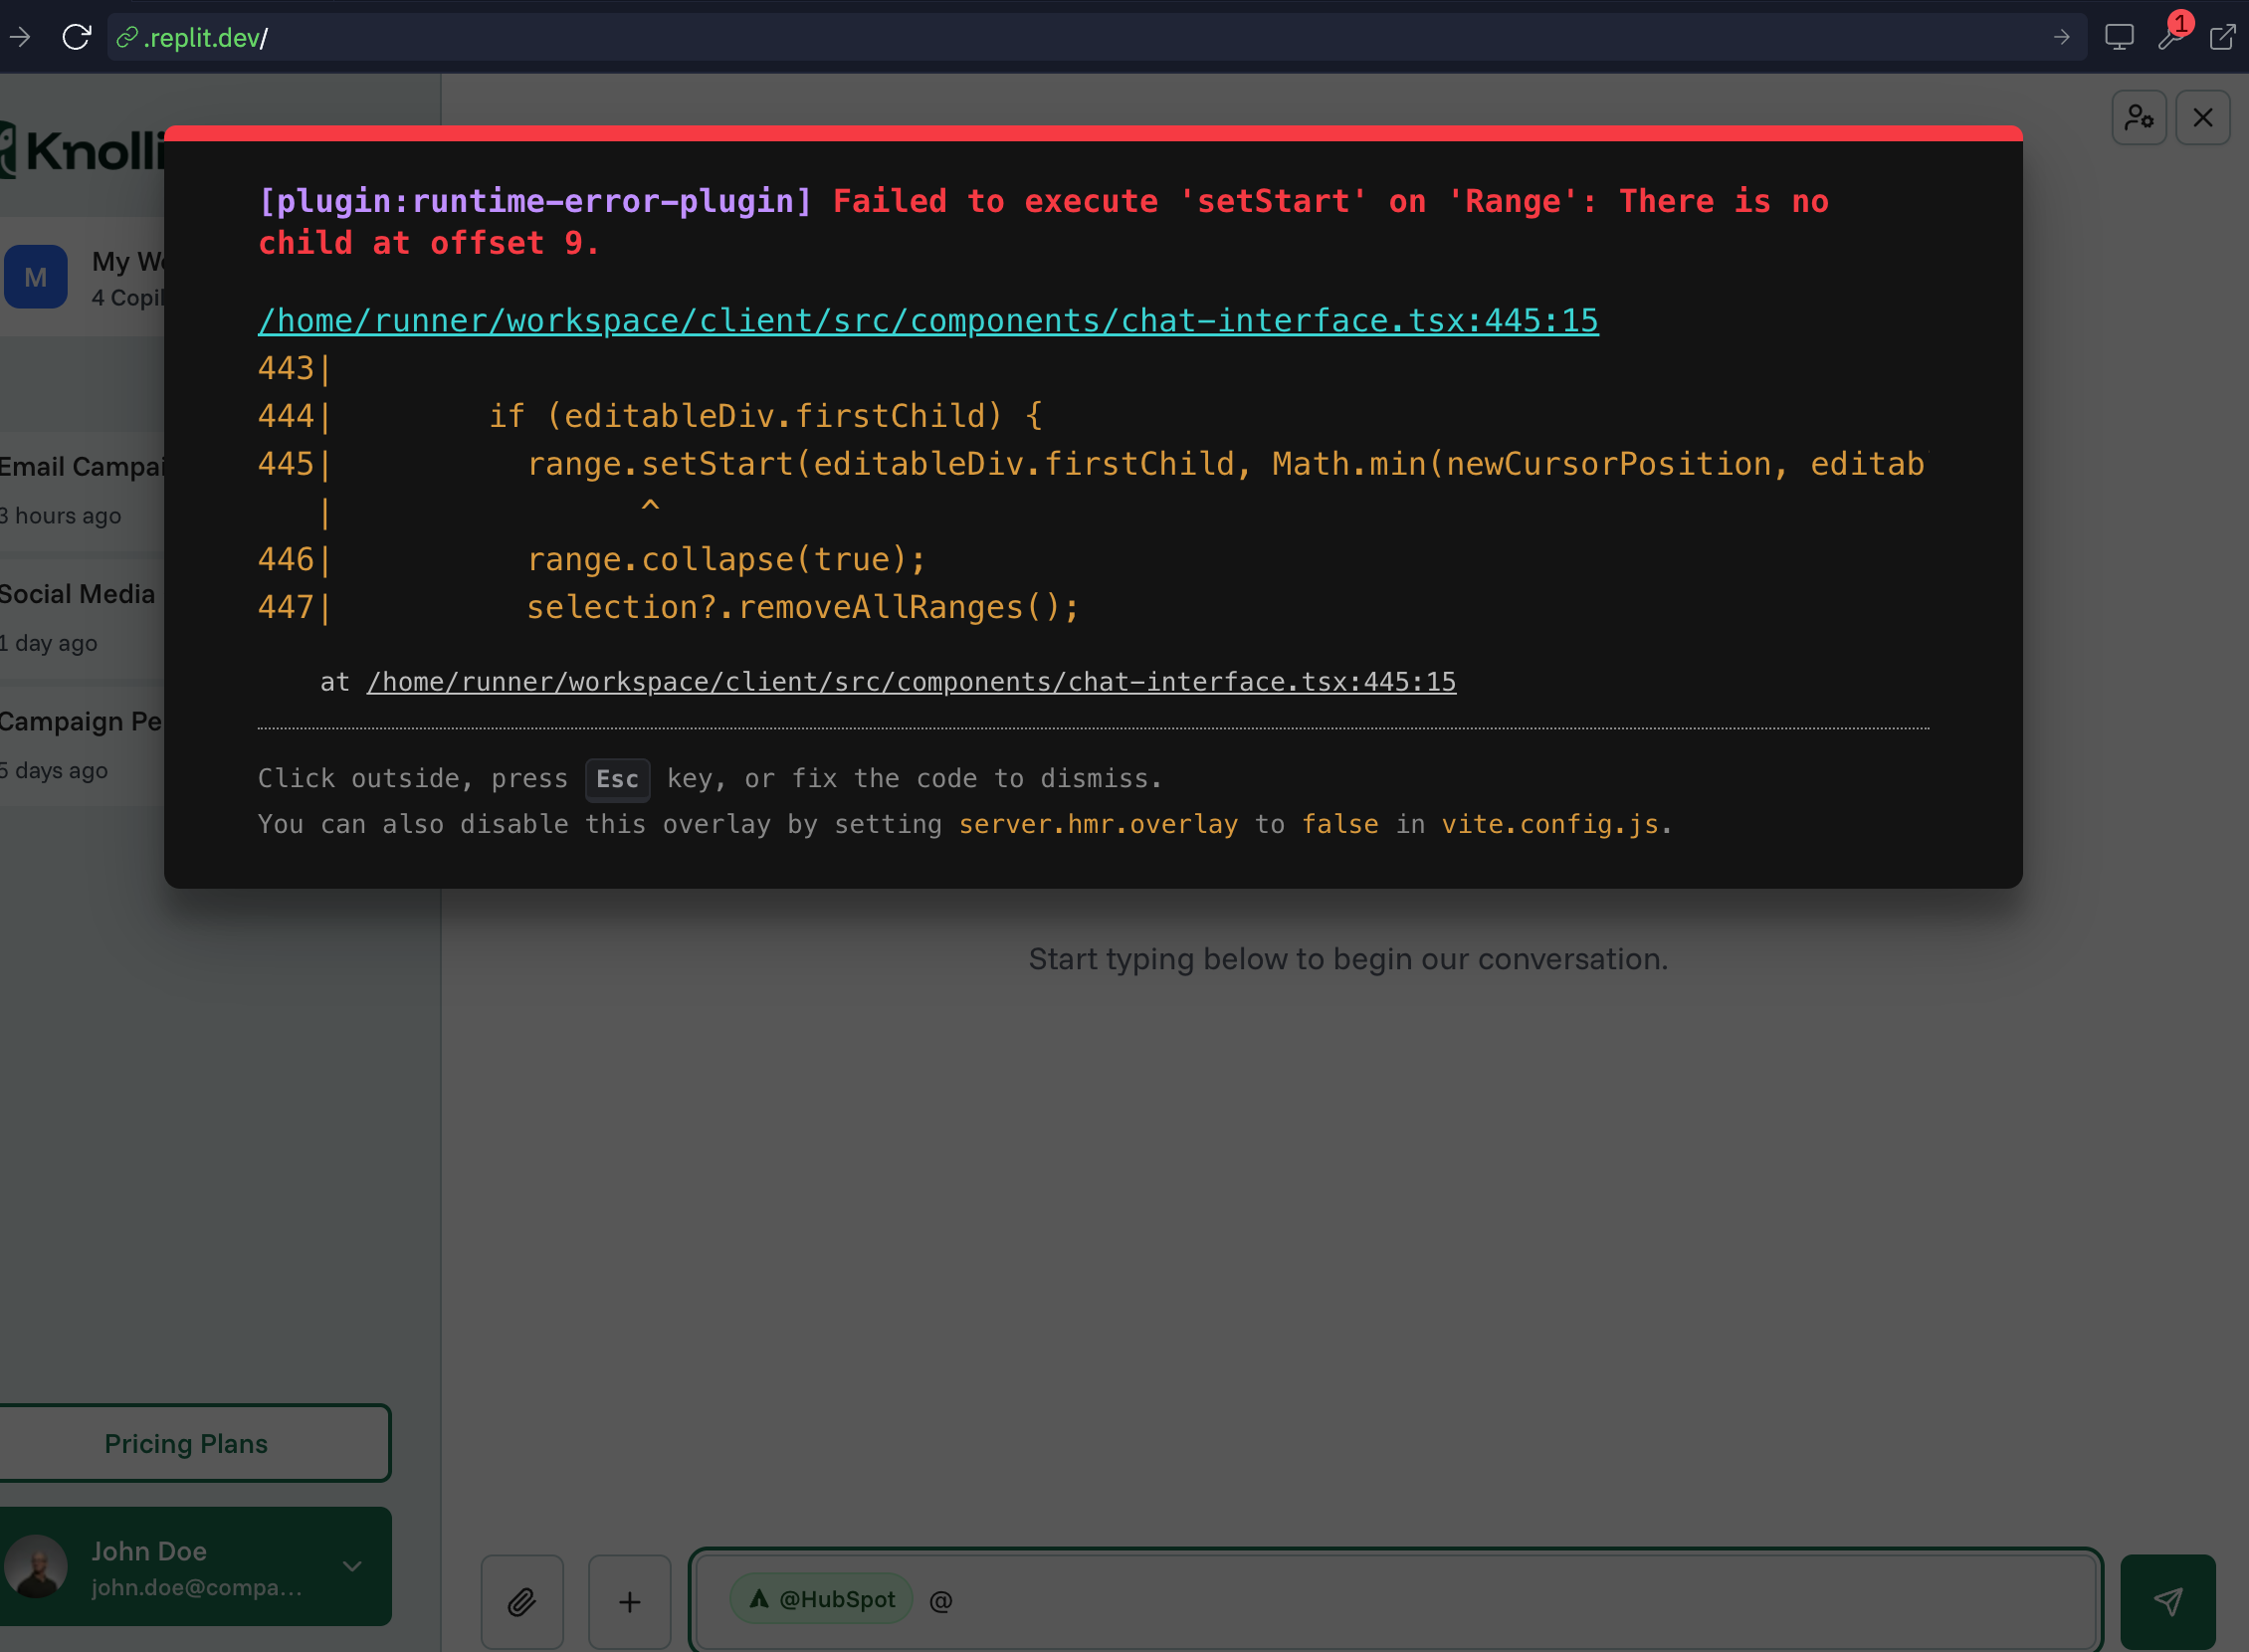 .replit.dev/
1
Knolli
[plugin:runtime-error-plugin] Failed to execute 'setStart' on 'Range': There is no
child at offset 9.
M
My Wo
4 Copil
/home/runner/workspace/client/src/components/chat-interface.tsx:445:15
443|
444|        if (editableDiv.firstChild) {
445|          range.setStart(editableDiv.firstChild, Math.min(newCursorPosition, editab
   |                ^
446|          range.collapse(true);
447|          selection?.removeAllRanges();
Email Campai
3 hours ago
Social Media
1 day ago
at /home/runner/workspace/client/src/components/chat-interface.tsx:445:15
Campaign Pe
5 days ago
Click outside, press Esc key, or fix the code to dismiss.
You can also disable this overlay by setting server.hmr.overlay to false in vite.config.js.
Start typing below to begin our conversation.
Pricing Plans
John Doe
john.doe@compa...
@HubSpot @